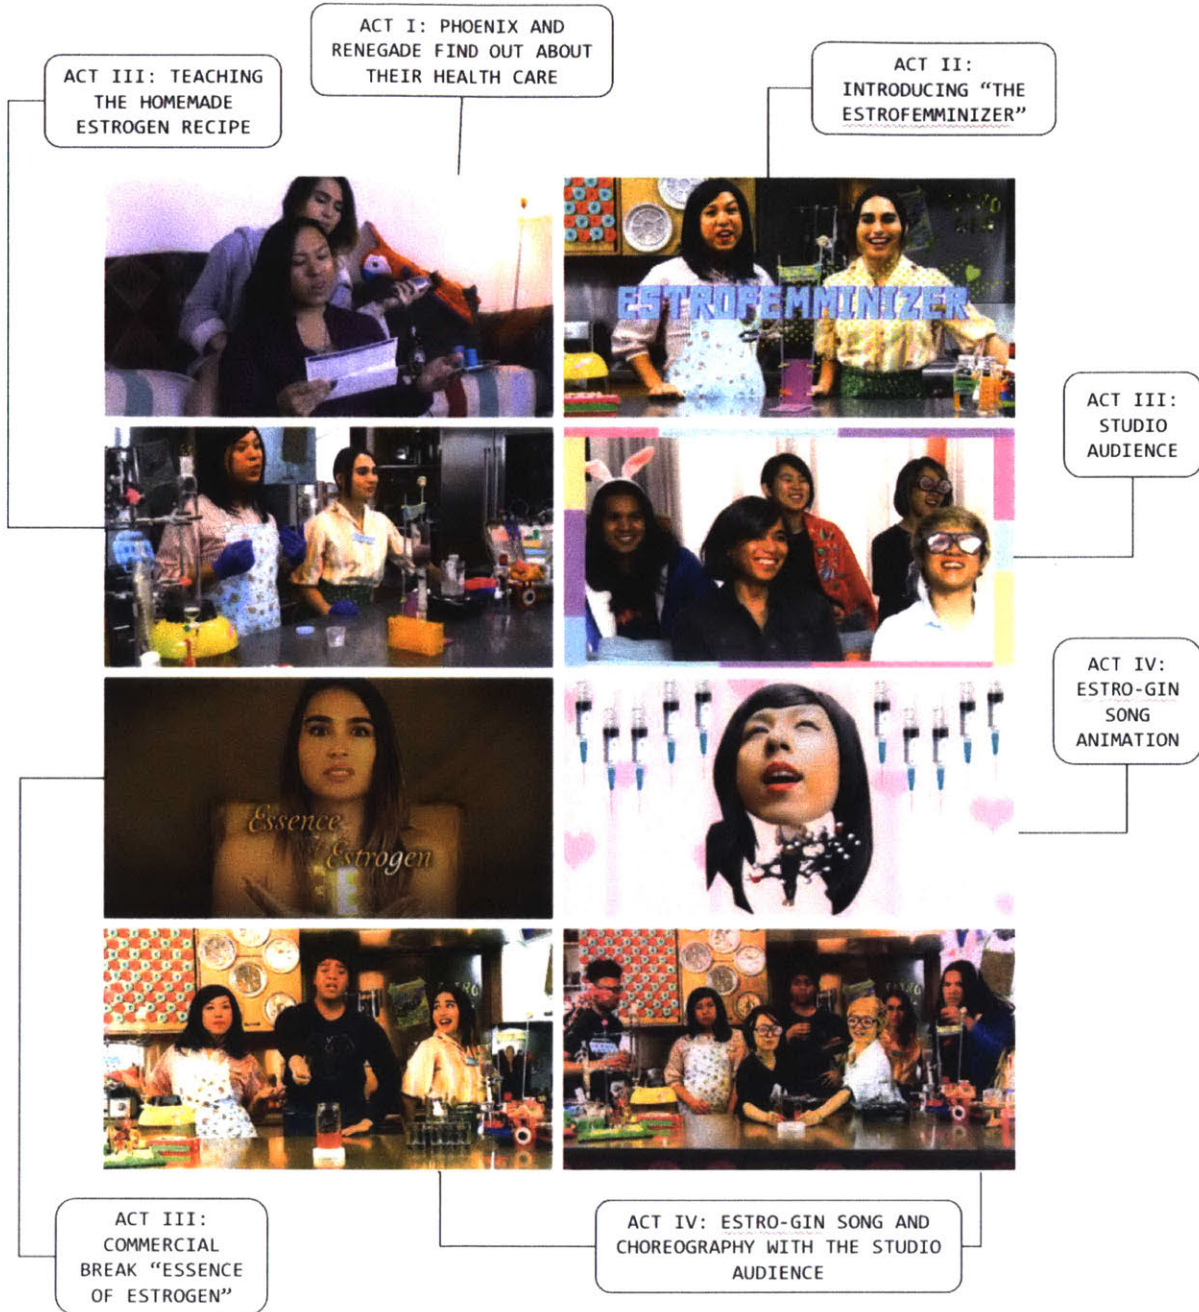 ACT I: PHOENIX AND
RENEGADE FIND OUT ABOUT
THEIR HEALTH CARE
ACT III: TEACHING
THE HOMEMADE
ESTROGEN RECIPE
ACT II:
INTRODUCING “THE
ESTROFEMMINIZER”
ESTROFEMMINIZER
ACT III:
STUDIO
AUDIENCE
ACT IV:
ESTRO-GIN
SONG
ANIMATION
Essence
Estrogen
ACT III:
COMMERCIAL
BREAK “ESSENCE
OF ESTROGEN”
ACT IV: ESTRO-GIN SONG AND
CHOREOGRAPHY WITH THE STUDIO
AUDIENCE